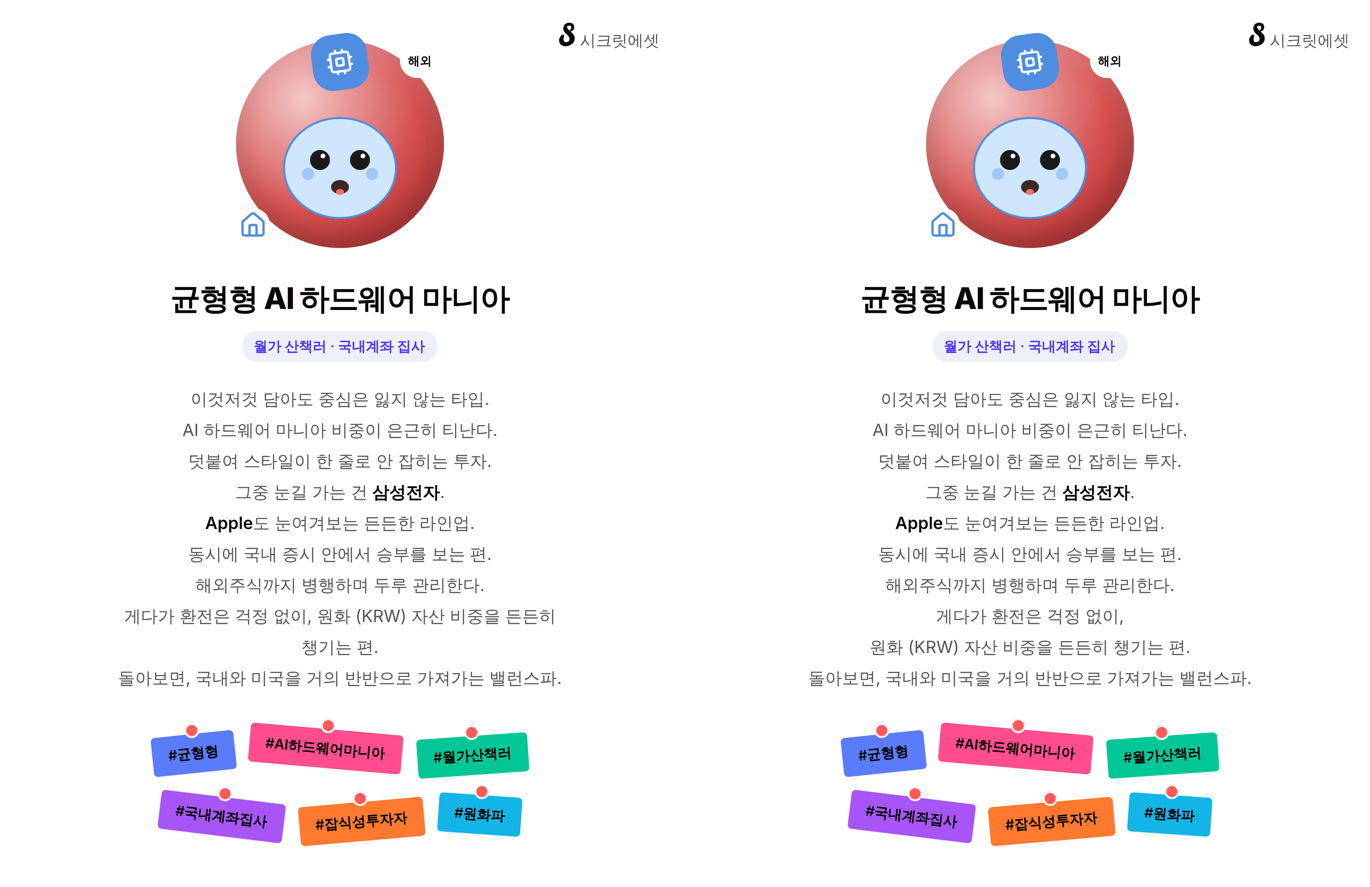 S 시크릿에셋
해외
균형형 AI 하드웨어 마니아
월가 산책러 · 국내계좌 집사
이것저것 담아도 중심은 잃지 않는 타입.
AI 하드웨어 마니아 비중이 은근히 티난다.
덧붙여 스타일이 한 줄로 안 잡히는 투자.
그중 눈길 가는 건 삼성전자.
Apple도 눈여겨보는 든든한 라인업.
동시에 국내 증시 안에서 승부를 보는 편.
해외주식까지 병행하며 두루 관리한다.
게다가 환전은 걱정 없이, 원화 (KRW) 자산 비중을 든든히
챙기는 편.
돌아보면, 국내와 미국을 거의 반반으로 가져가는 밸런스파.
#균형형
#AI하드웨어마니아
#월가산책러
#국내계좌집사
#잡식성투자자
#원화파
S 시크릿에셋
해외
균형형 AI 하드웨어 마니아
월가 산책러 · 국내계좌 집사
이것저것 담아도 중심은 잃지 않는 타입.
AI 하드웨어 마니아 비중이 은근히 티난다.
덧붙여 스타일이 한 줄로 안 잡히는 투자.
그중 눈길 가는 건 삼성전자.
Apple도 눈여겨보는 든든한 라인업.
동시에 국내 증시 안에서 승부를 보는 편.
해외주식까지 병행하며 두루 관리한다.
게다가 환전은 걱정 없이,
원화 (KRW) 자산 비중을 든든히 챙기는 편.
돌아보면, 국내와 미국을 거의 반반으로 가져가는 밸런스파.
#균형형
#AI하드웨어마니아
#월가산책러
#국내계좌집사
#잡식성투자자
#원화파